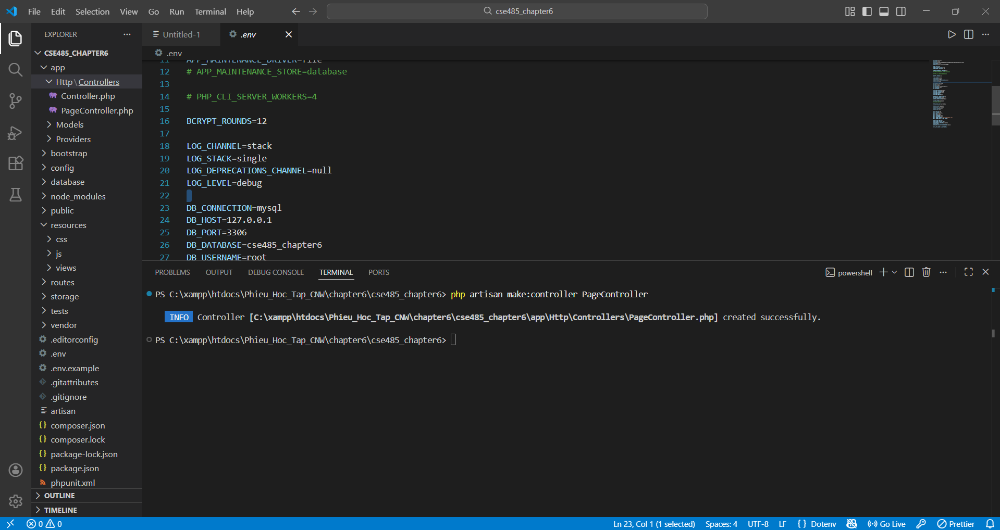 File Edit Selection View Go Run Terminal Help
cse485_chapter6
EXPLORER
Untitled-1
.env
CSE485_CHAPTER6
app
Http\Controllers
Controller.php
PageController.php
Models
Providers
bootstrap
config
database
node_modules
public
resources
css
js
views
routes
storage
tests
vendor
.editorconfig
.env
.env.example
.gitattributes
.gitignore
artisan
composer.json
composer.lock
package-lock.json
package.json
phpunit.xml
OUTLINE
TIMELINE
.env
11 APP_MAINTENANCE_DRIVER=file
12 # APP_MAINTENANCE_STORE=database
13
14 # PHP_CLI_SERVER_WORKERS=4
15
16 BCRYPT_ROUNDS=12
17
18 LOG_CHANNEL=stack
19 LOG_STACK=single
20 LOG_DEPRECATIONS_CHANNEL=null
21 LOG_LEVEL=debug
22
23 DB_CONNECTION=mysql
24 DB_HOST=127.0.0.1
25 DB_PORT=3306
26 DB_DATABASE=cse485_chapter6
27 DB_USERNAME=root
PROBLEMS OUTPUT DEBUG CONSOLE TERMINAL PORTS
powershell
PS C:\xampp\htdocs\Phieu_Hoc_Tap_CNW\chapter6\cse485_chapter6> php artisan make:controller PageController
INFO Controller [C:\xampp\htdocs\Phieu_Hoc_Tap_CNW\chapter6\cse485_chapter6\app\Http\Controllers\PageController.php] created successfully.
PS C:\xampp\htdocs\Phieu_Hoc_Tap_CNW\chapter6\cse485_chapter6>
0 0
Ln 23, Col 1 (1 selected) Spaces: 4 UTF-8 LF { } Dotenv Go Live Prettier